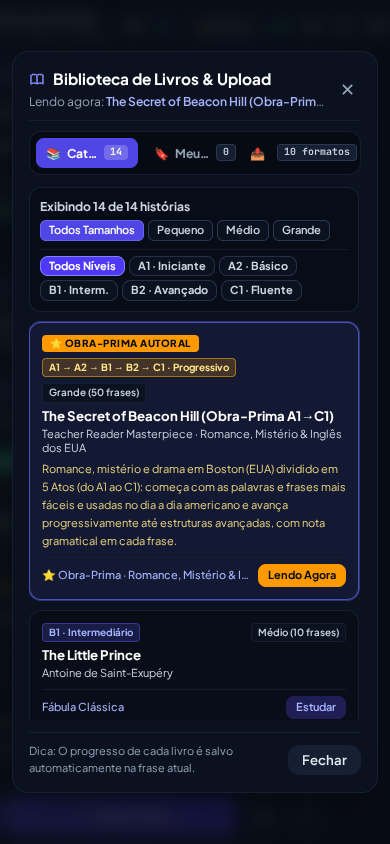 Biblioteca de Livros & Upload
Lendo agora: The Secret of Beacon Hill (Obra-Prim...
📚 Cat... 14 🔖 Meu... 0 📤 10 formatos
Exibindo 14 de 14 histórias
Todos Tamanhos Pequeno Médio Grande
Todos Níveis A1 · Iniciante A2 · Básico
B1 · Interm. B2 · Avançado C1 · Fluente
⭐ OBRA-PRIMA AUTORAL
A1 → A2 → B1 → B2 → C1 · Progressivo
Grande (50 frases)
The Secret of Beacon Hill (Obra-Prima A1→C1)
Teacher Reader Masterpiece · Romance, Mistério & Inglês
dos EUA
Romance, mistério e drama em Boston (EUA) dividido em
5 Atos (do A1 ao C1): começa com as palavras e frases mais
fáceis e usadas no dia a dia americano e avança
progressivamente até estruturas avançadas, com nota
gramatical em cada frase.
⭐ Obra-Prima · Romance, Mistério & I... Lendo Agora
B1 · Intermediário Médio (10 frases)
The Little Prince
Antoine de Saint-Exupéry
Fábula Clássica Estudar
Dica: O progresso de cada livro é salvo
automaticamente na frase atual.
Fechar